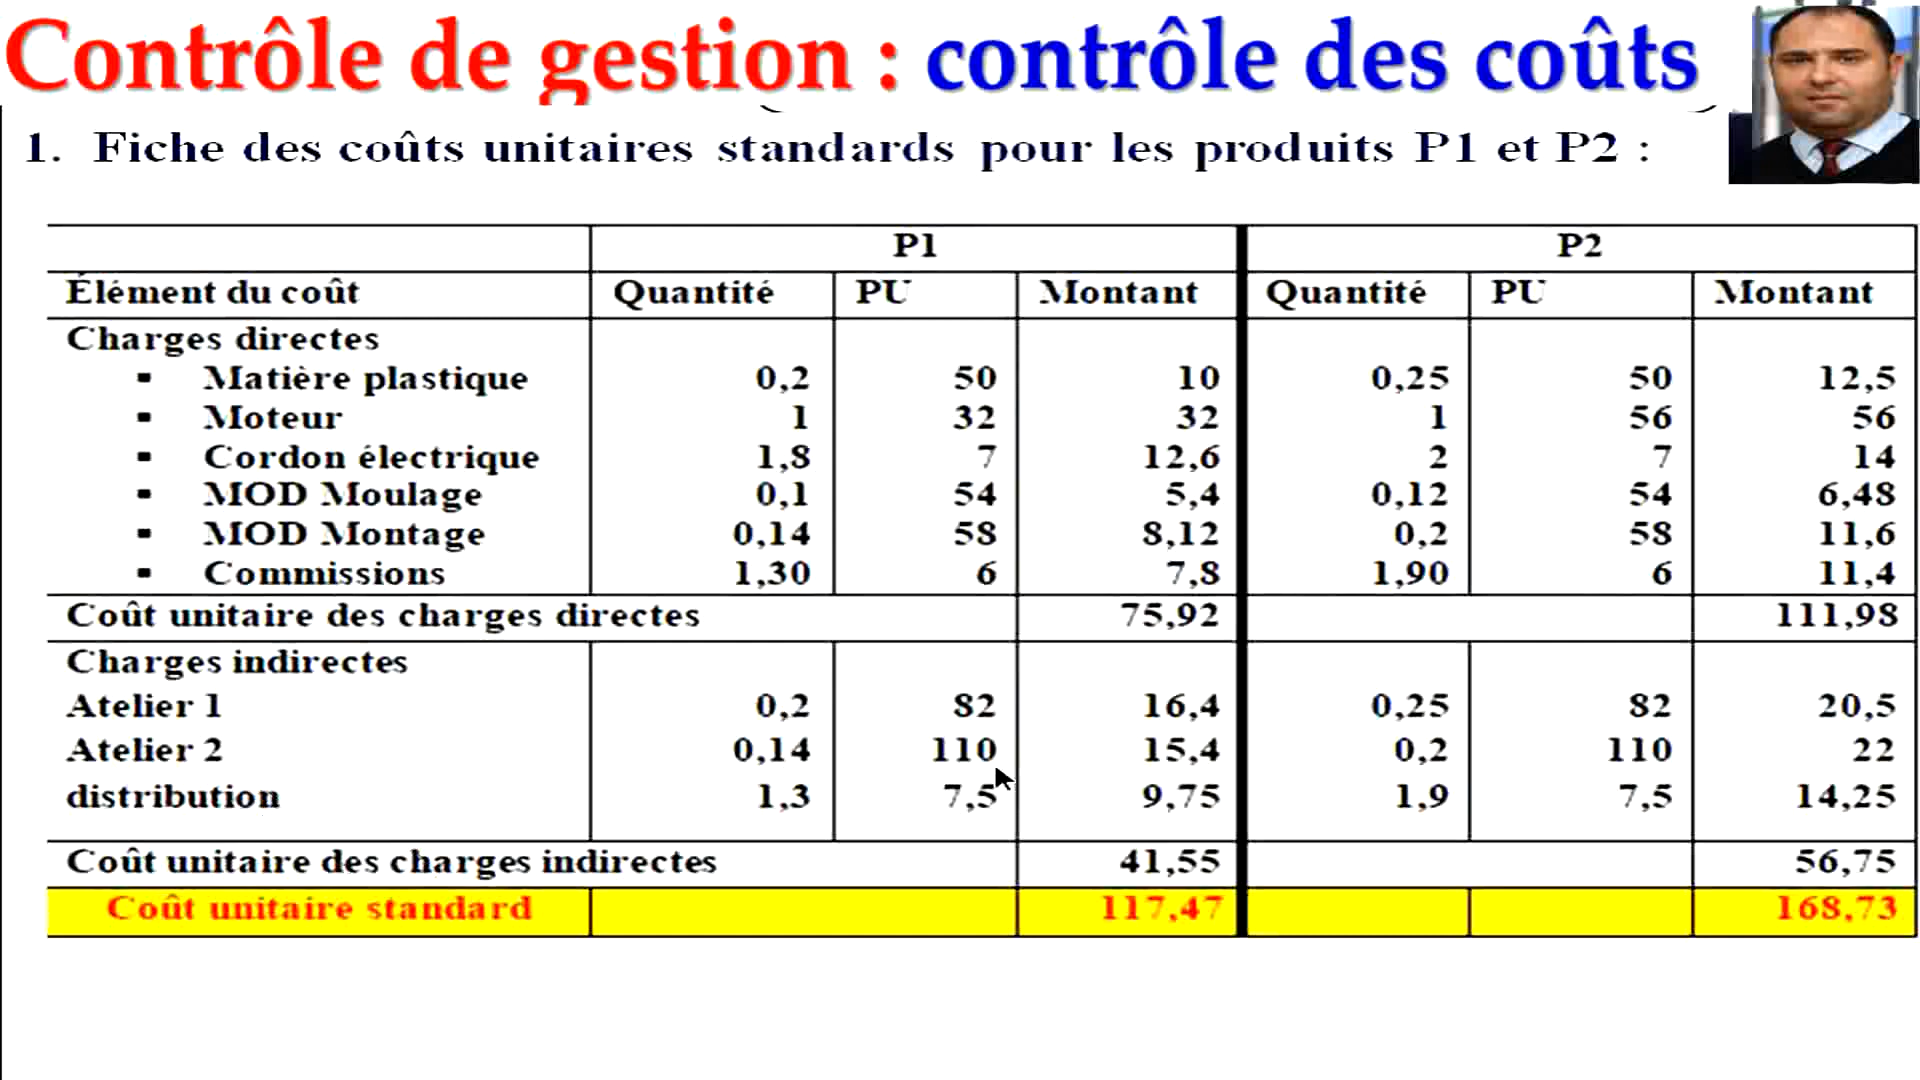 Contrôle de gestion : contrôle des coûts
1. Fiche des coûts unitaires standards pour les produits P1 et P2 :
P1 P2
Élément du coût Quantité PU Montant Quantité PU Montant
Charges directes
▪ Matière plastique 0,2 50 10 0,25 50 12,5
▪ Moteur 1 32 32 1 56 56
▪ Cordon électrique 1,8 7 12,6 2 7 14
▪ MOD Moulage 0,1 54 5,4 0,12 54 6,48
▪ MOD Montage 0,14 58 8,12 0,2 58 11,6
▪ Commissions 1,30 6 7,8 1,90 6 11,4
Coût unitaire des charges directes 75,92 111,98
Charges indirectes
Atelier 1 0,2 82 16,4 0,25 82 20,5
Atelier 2 0,14 110 15,4 0,2 110 22
distribution 1,3 7,5 9,75 1,9 7,5 14,25
Coût unitaire des charges indirectes 41,55 56,75
Coût unitaire standard 117,47 168,73